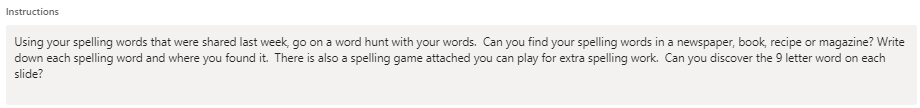 Instructions
Using your spelling words that were shared last week, go on a word hunt with your words.  Can you find your spelling words in a newspaper, book, recipe or magazine? Write
down each spelling word and where you found it.  There is also a spelling game attached you can play for extra spelling work.  Can you discover the 9 letter word on each
slide?